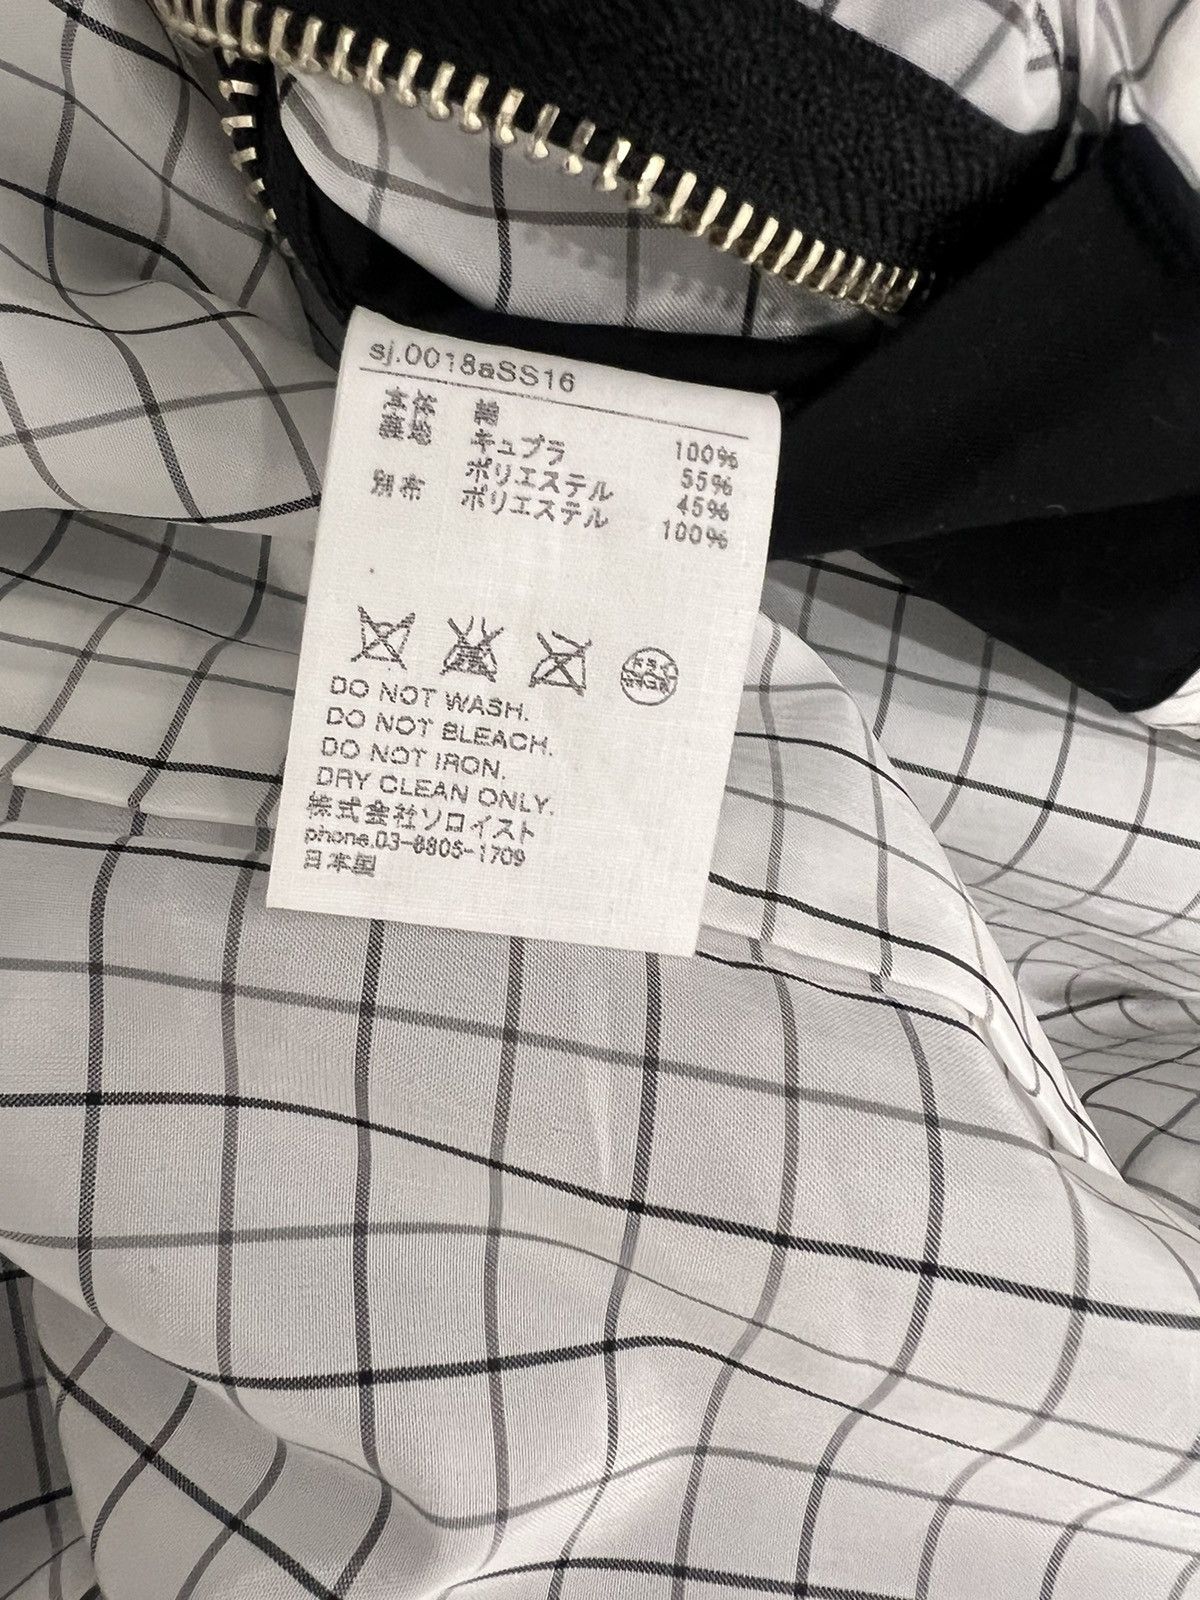 sj.0018aSS16
本体 綿 100%
裏地 キュプラ 55%
ポリエステル 45%
別布 ポリエステル 100%
DO NOT WASH.
DO NOT BLEACH.
DO NOT IRON.
DRY CLEAN ONLY.
株式会社ソロイスト
phone.03-6805-1709
日本製